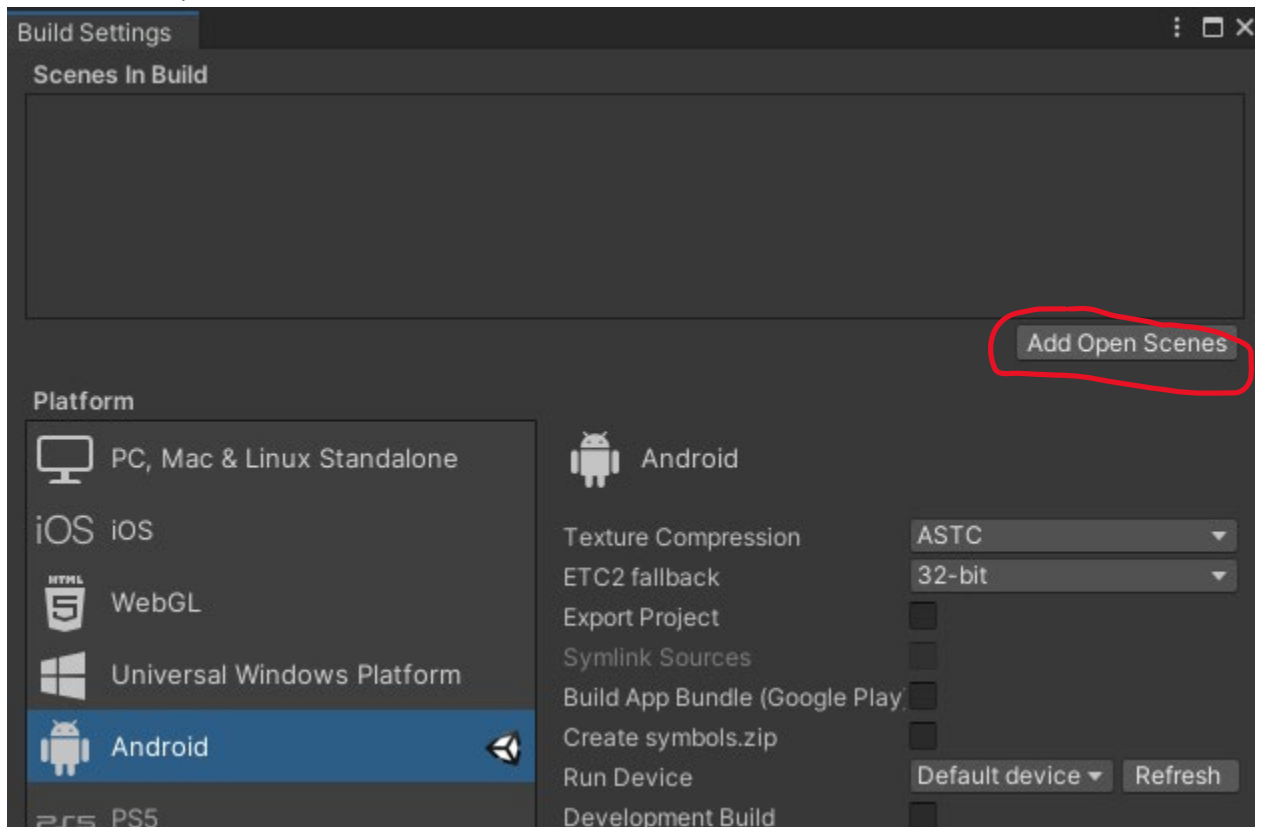 Build Settings
Scenes In Build
Add Open Scenes
Platform
PC, Mac & Linux Standalone
iOS iOS
HTML 5 WebGL
Universal Windows Platform
Android
PS5
Android
Texture Compression ASTC
ETC2 fallback 32-bit
Export Project
Symlink Sources
Build App Bundle (Google Play)
Create symbols.zip
Run Device Default device Refresh
Development Build